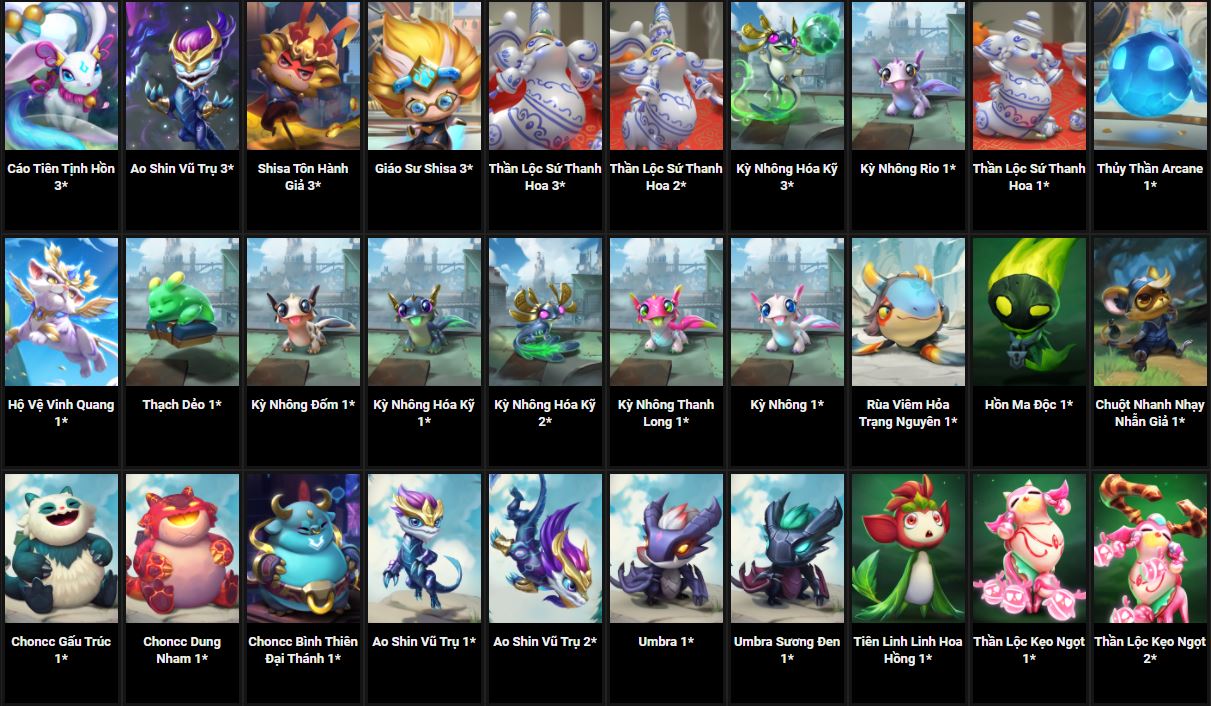 Cáo Tiên Tịnh Hồn
3*
Ao Shin Vũ Trụ 3*
Shisa Tôn Hành
Giả 3*
Giáo Sư Shisa 3*
Thần Lộc Sứ Thanh
Hoa 3*
Thần Lộc Sứ Thanh
Hoa 2*
Kỳ Nhông Hóa Kỹ
3*
Kỳ Nhông Rio 1*
Thần Lộc Sứ Thanh
Hoa 1*
Thủy Thần Arcane
1*
Hộ Vệ Vinh Quang
1*
Thạch Dẻo 1*
Kỳ Nhông Đốm 1*
Kỳ Nhông Hóa Kỹ
1*
Kỳ Nhông Hóa Kỹ
2*
Kỳ Nhông Thanh
Long 1*
Kỳ Nhông 1*
Rùa Viêm Hỏa
Trạng Nguyên 1*
Hồn Ma Độc 1*
Chuột Nhanh Nhạy
Nhẫn Giả 1*
Choncc Gấu Trúc
1*
Choncc Dung
Nham 1*
Choncc Bình Thiên
Đại Thánh 1*
Ao Shin Vũ Trụ 1*
Ao Shin Vũ Trụ 2*
Umbra 1*
Umbra Sương Đen
1*
Tiên Linh Linh Hoa
Hồng 1*
Thần Lộc Kẹo Ngọt
1*
Thần Lộc Kẹo Ngọt
2*